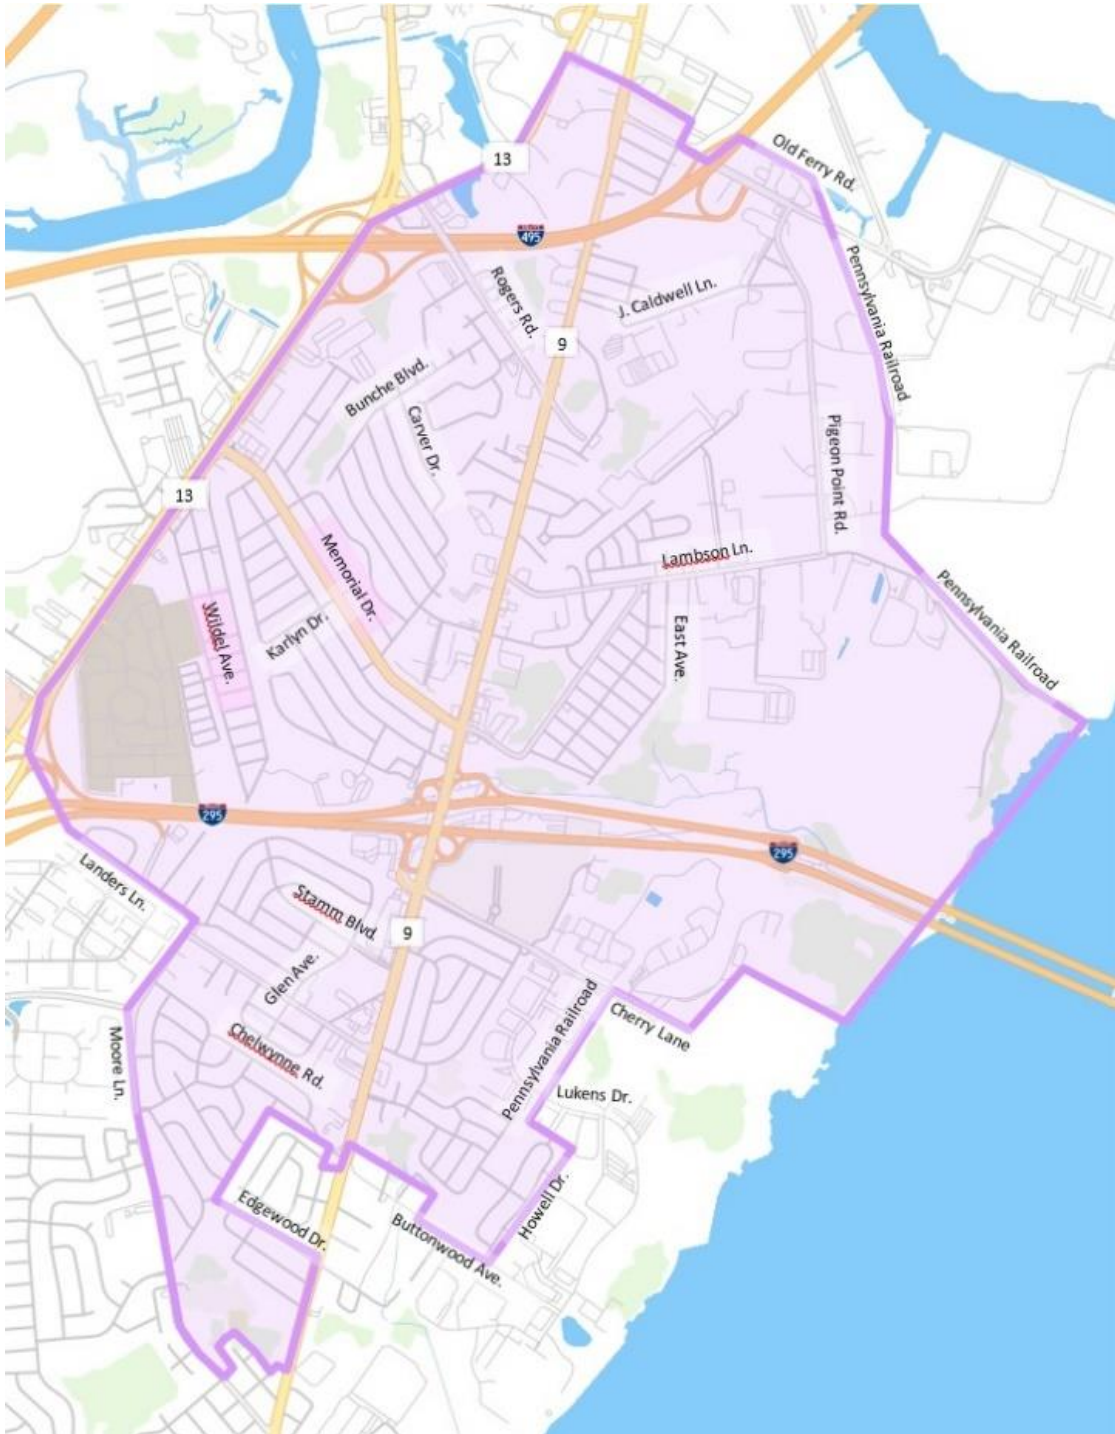 13
Old Ferry Rd.
495
Rogers Rd.
J. Caldwell Ln.
Pennsylvania Railroad
9
Bunche Blvd.
Carver Dr.
Pigeon Point Rd.
13
Memorial Dr.
Lambson Ln.
Pennsylvania Railroad
Wildel Ave.
Karlyn Dr.
East Ave.
295
295
Landers Ln.
Stamm Blvd.
9
Glen Ave.
Pennsylvania Railroad
Cherry Lane
Moore Ln.
Chelwynne Rd.
Lukens Dr.
Howell Dr.
Edgewood Dr.
Buttonwood Ave.